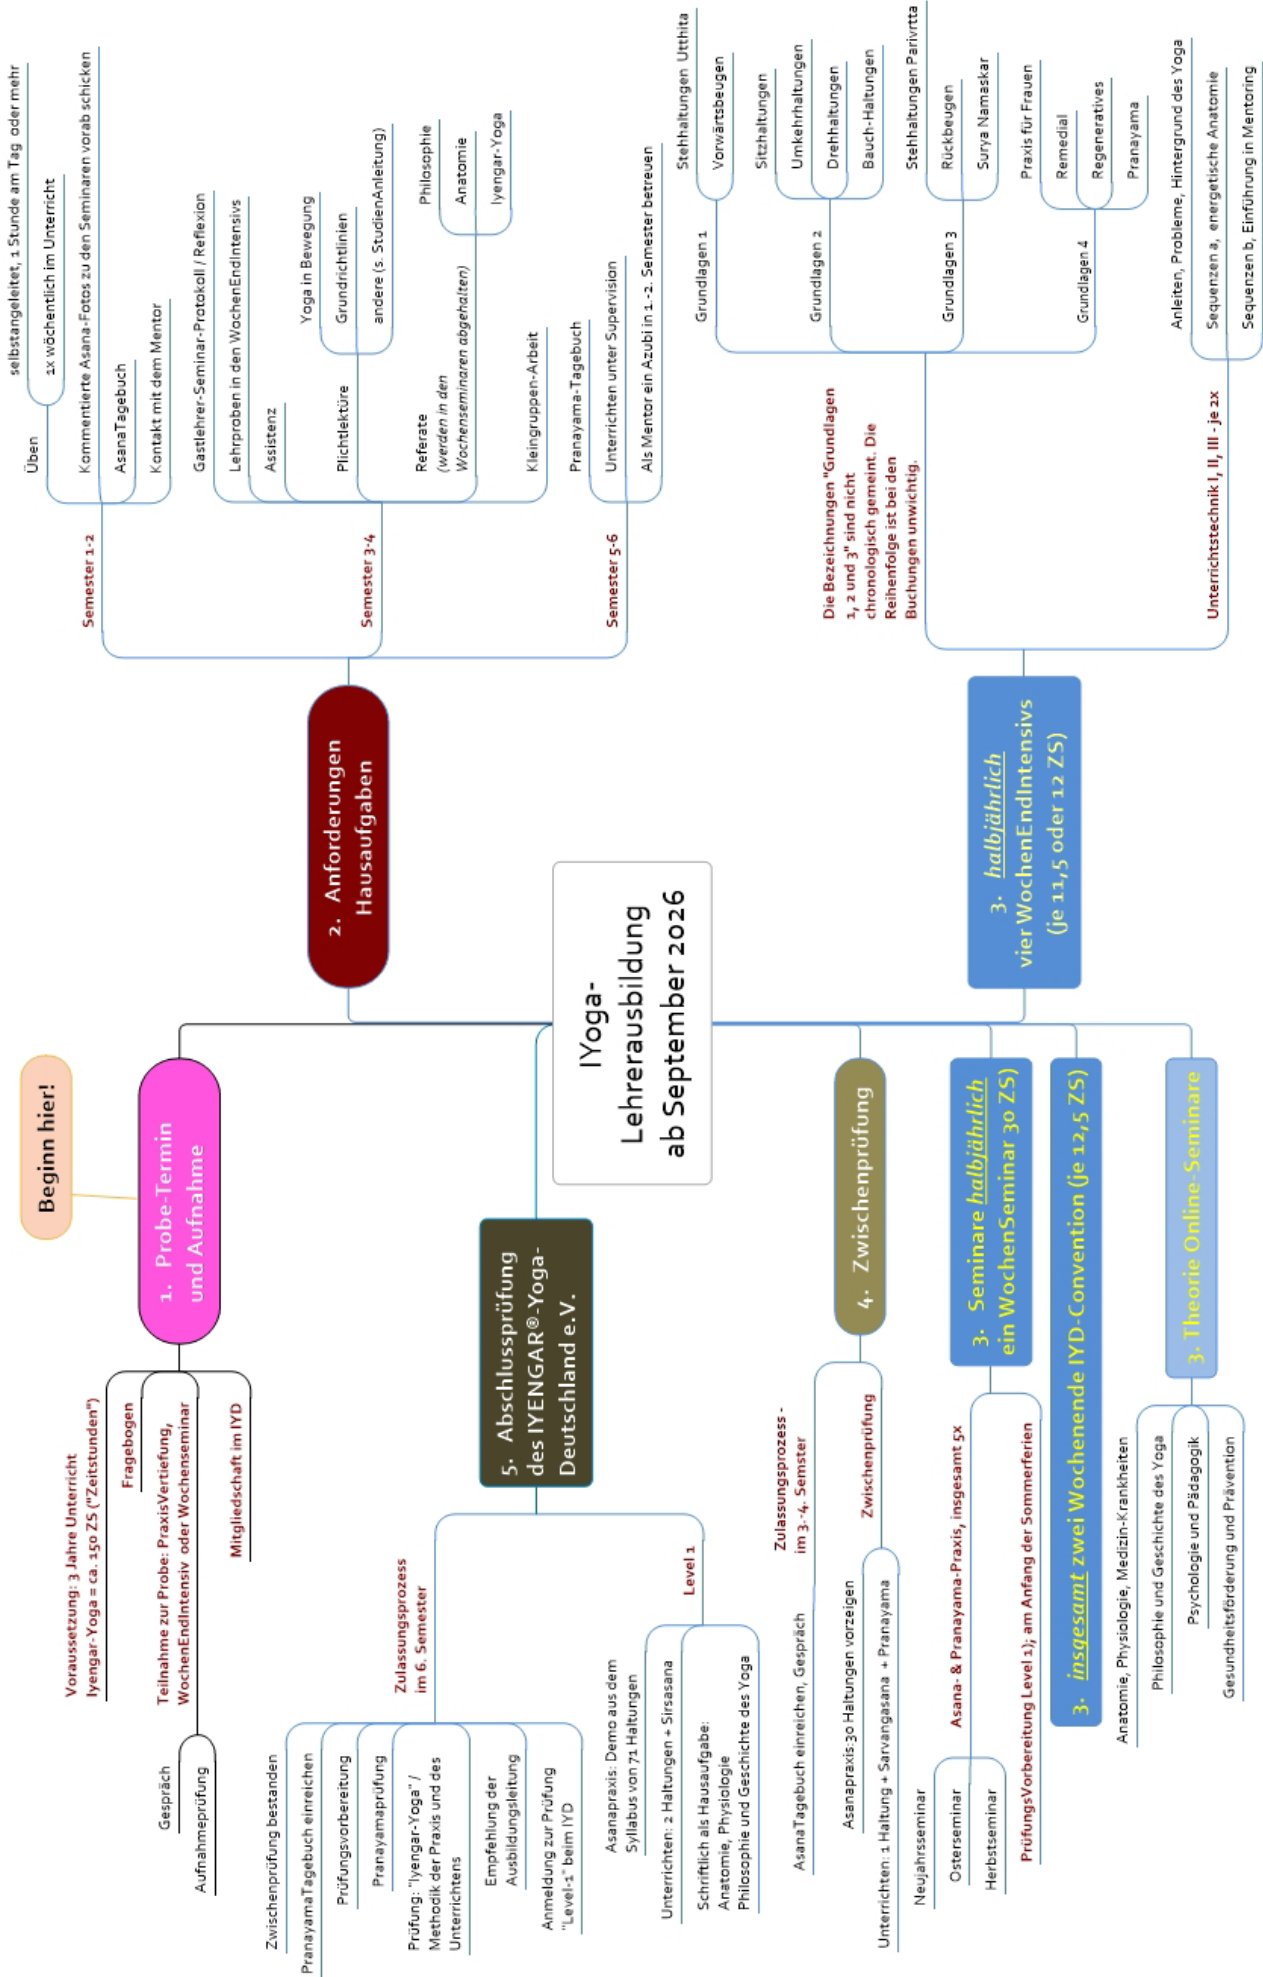 Beginn hier!
1. Probe-Termin
und Aufnahme
Voraussetzung: 3 Jahre Unterricht
Iyengar-Yoga = ca. 150 ZS ("Zeitstunden")
Fragebogen
Teilnahme zur Probe: PraxisVertiefung,
WochenEndIntensiv oder Wochenseminar
Gespräch
Aufnahmeprüfung
Mitgliedschaft im IYD
IYoga-
Lehrerausbildung
ab September 2026
2. Anforderungen
Hausaufgaben
Semester 1-2
Üben
selbstangeleitet, 1 Stunde am Tag oder mehr
1x wöchentlich im Unterricht
Kommentierte Asana-Fotos zu den Seminaren vorab schicken
AsanaTagebuch
Kontakt mit dem Mentor
Semester 3-4
Gastlehrer-Seminar-Protokoll / Reflexion
Lehrproben in den WochenEndIntensivs
Assistenz
Plichtlektüre
Yoga in Bewegung
Grundrichtlinien
andere (s. StudienAnleitung)
Referate
(werden in den
Wochenseminaren abgehalten)
Philosophie
Anatomie
Iyengar-Yoga
Kleingruppen-Arbeit
Semester 5-6
Pranayama-Tagebuch
Unterrichten unter Supervision
Als Mentor ein Azubi in 1.-2. Semester betreuen
3. halbjährlich
vier WochenEndIntensivs
(je 11,5 oder 12 ZS)
Die Bezeichnungen "Grundlagen
1, 2 und 3" sind nicht
chronologisch gemeint. Die
Reihenfolge ist bei den
Buchungen unwichtig.
Grundlagen 1
Stehhaltungen Utthita
Vorwärtsbeugen
Grundlagen 2
Sitzhaltungen
Umkehrhaltungen
Drehhaltungen
Bauch-Haltungen
Grundlagen 3
Stehhaltungen Parivrtta
Rückbeugen
Surya Namaskar
Grundlagen 4
Praxis für Frauen
Remedial
Regeneratives
Pranayama
Unterrichtstechnik I, II, III - je 2x
Anleiten, Probleme, Hintergrund des Yoga
Sequenzen a, energetische Anatomie
Sequenzen b, Einführung in Mentoring
5. Abschlussprüfung
des IYENGAR®-Yoga-
Deutschland e.V.
Zulassungsprozess
im 6. Semester
Zwischenprüfung bestanden
PranayamaTagebuch einreichen
Prüfungsvorbereitung
Pranayamaprüfung
Prüfung: "Iyengar-Yoga" /
Methodik der Praxis und des
Unterrichtens
Empfehlung der
Ausbildungsleitung
Anmeldung zur Prüfung
"Level-1" beim IYD
Level 1
Asanapraxis: Demo aus dem
Syllabus von 71 Haltungen
Unterrichten: 2 Haltungen + Sirsasana
Schriftlich als Hausaufgabe:
Anatomie, Physiologie
Philosophie und Geschichte des Yoga
4. Zwischenprüfung
Zulassungsprozess -
im 3.-4. Semster
AsanaTagebuch einreichen, Gespräch
Zwischenprüfung
Asanapraxis:30 Haltungen vorzeigen
Unterrichten: 1 Haltung + Sarvangasana + Pranayama
3. Seminare halbjährlich
ein WochenSeminar 30 ZS)
Asana- & Pranayama-Praxis, insgesamt 5x
Neujahrsseminar
Osterseminar
Herbstseminar
PrüfungsVorbereitung Level 1); am Anfang der Sommerferien
3. insgesamt zwei Wochenende IYD-Convention (je 12,5 ZS)
3. Theorie Online-Seminare
Anatomie, Physiologie, Medizin-Krankheiten
Philosophie und Geschichte des Yoga
Psychologie und Pädagogik
Gesundheitsförderung und Prävention